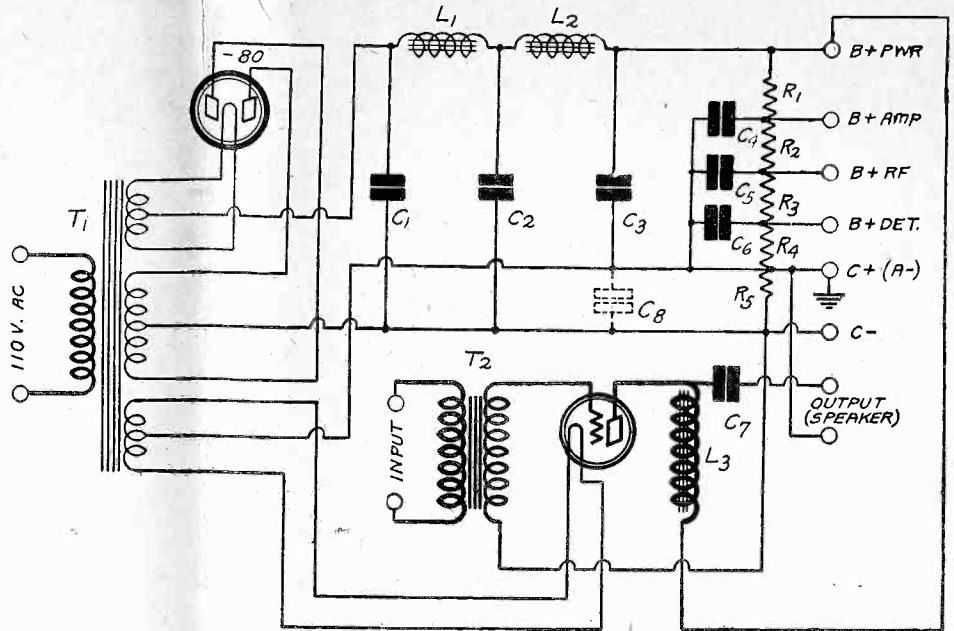 L1
L2
-80
B+ PWR
R1
C4
B+ AMP
R2
C5
B+ RF
R3
C6
B+ DET.
R4
C+ (A-)
R5
C-
C1
C2
C3
C8
T1
110 V. AC
T2
INPUT
C7
L3
OUTPUT
(SPEAKER)